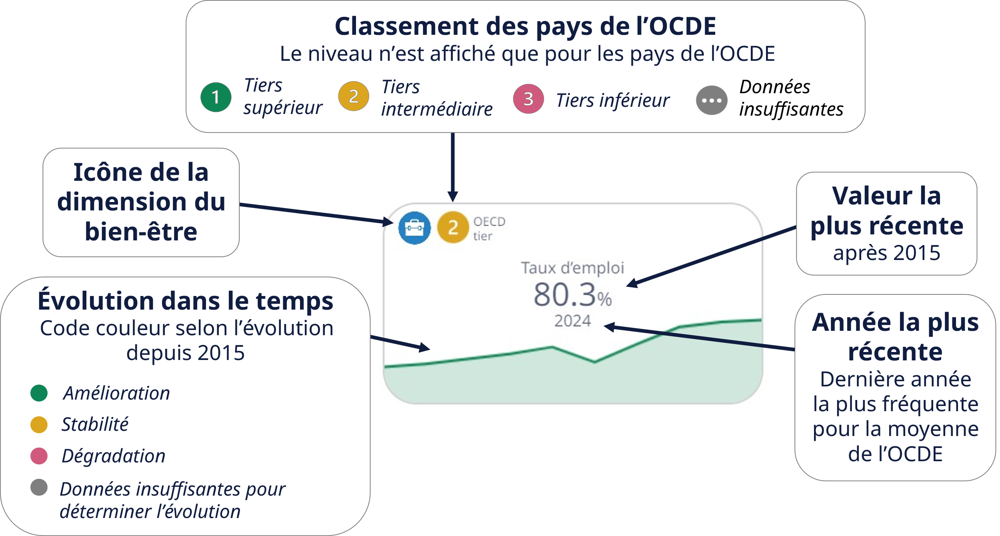 Classement des pays de l’OCDE
Le niveau n’est affiché que pour les pays de l’OCDE
1
Tiers
supérieur
2
Tiers
intermédiaire
3
Tiers inférieur
Données
insuffisantes
Icône de la
dimension du
bien-être
2
OECD
tier
Taux d’emploi
80.3%
2024
Valeur la
plus récente
après 2015
Évolution dans le temps
Code couleur selon l’évolution
depuis 2015
Amélioration
Stabilité
Dégradation
Données insuffisantes pour
déterminer l’évolution
Année la plus
récente
Dernière année
la plus fréquente
pour la moyenne
de l’OCDE